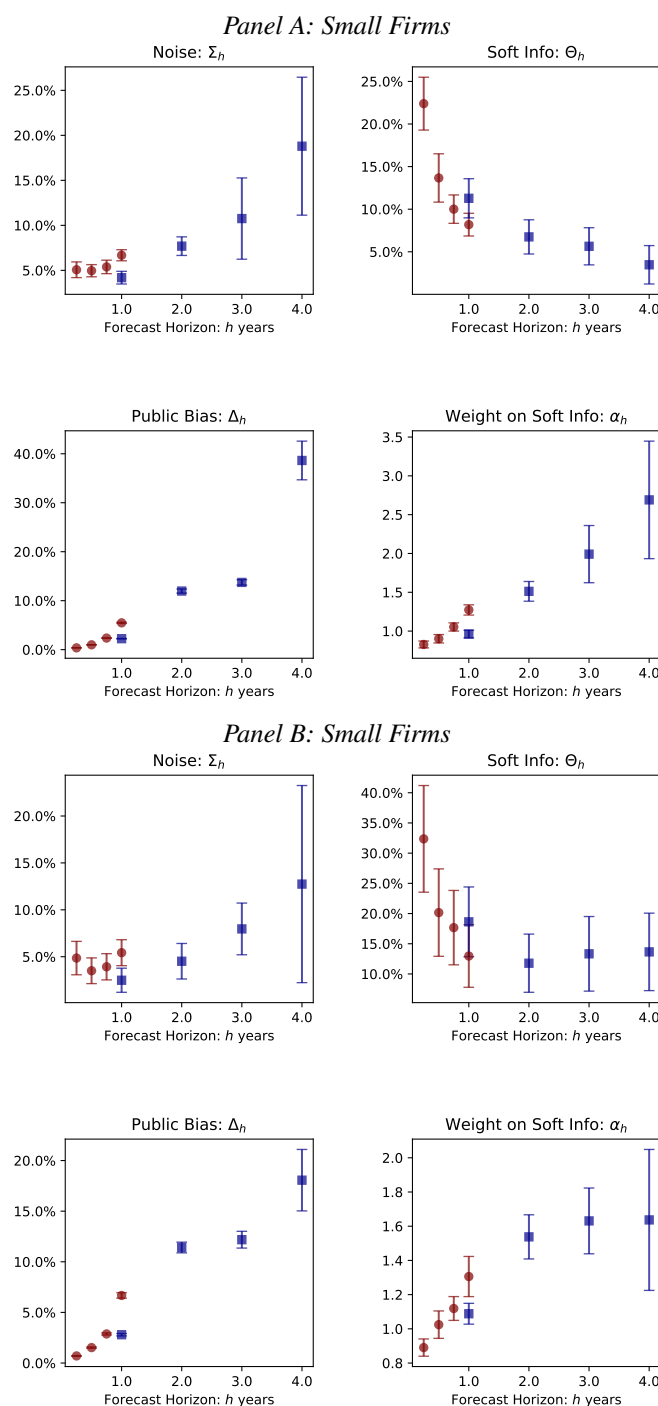 Panel A: Small Firms
Noise: Σh
Soft Info: Θh
25.0%
20.0%
15.0%
10.0%
5.0%
1.0 2.0 3.0 4.0
Forecast Horizon: h years
25.0%
20.0%
15.0%
10.0%
5.0%
1.0 2.0 3.0 4.0
Forecast Horizon: h years
Public Bias: Δh
Weight on Soft Info: αh
40.0%
30.0%
20.0%
10.0%
0.0%
1.0 2.0 3.0 4.0
Forecast Horizon: h years
3.5
3.0
2.5
2.0
1.5
1.0
1.0 2.0 3.0 4.0
Forecast Horizon: h years
Panel B: Small Firms
Noise: Σh
Soft Info: Θh
20.0%
15.0%
10.0%
5.0%
1.0 2.0 3.0 4.0
Forecast Horizon: h years
40.0%
35.0%
30.0%
25.0%
20.0%
15.0%
10.0%
1.0 2.0 3.0 4.0
Forecast Horizon: h years
Public Bias: Δh
Weight on Soft Info: αh
20.0%
15.0%
10.0%
5.0%
0.0%
1.0 2.0 3.0 4.0
Forecast Horizon: h years
2.0
1.8
1.6
1.4
1.2
1.0
0.8
1.0 2.0 3.0 4.0
Forecast Horizon: h years